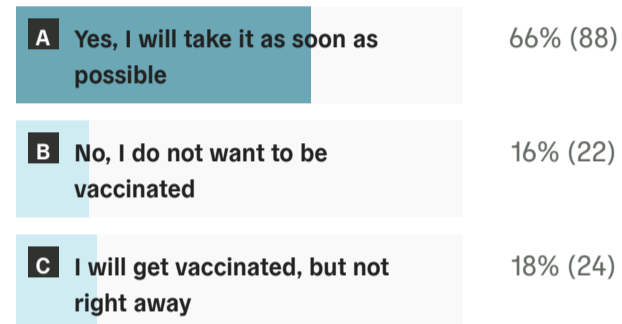 A Yes, I will take it as soon as 66% (88)
possible
B No, I do not want to be 16% (22)
vaccinated
C I will get vaccinated, but not 18% (24)
right away